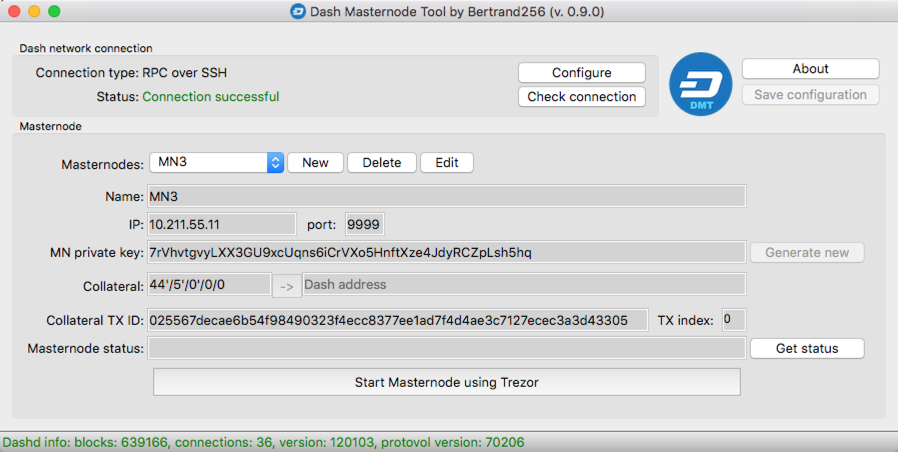 Dash Masternode Tool by Bertrand256 (v. 0.9.0)
Dash network connection
Connection type: RPC over SSH
Configure
About
Status: Connection successful
Check connection
DMT
Save configuration
Masternode
Masternodes: MN3 New Delete Edit
Name: MN3
IP: 10.211.55.11 port: 9999
MN private key: 7rVhvtgvyLXX3GU9xcUqns6iCrVXo5HnftXze4JdyRCZpLsh5hq Generate new
Collateral: 44'/5'/0'/0/0 -> Dash address
Collateral TX ID: 025567decae6b54f98490323f4ecc8377ee1ad7f4d4ae3c7127ecec3a3d43305 TX index: 0
Masternode status: Get status
Start Masternode using Trezor
Dashd info: blocks: 639166, connections: 36, version: 120103, protovol version: 70206